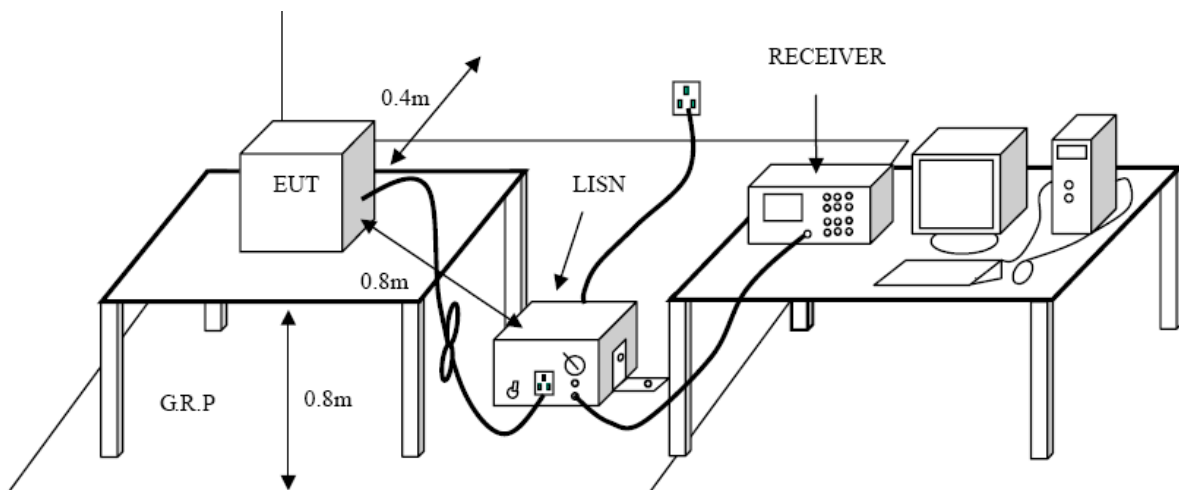 RECEIVER
0.4m
EUT
LISN
0.8m
G.R.P
0.8m